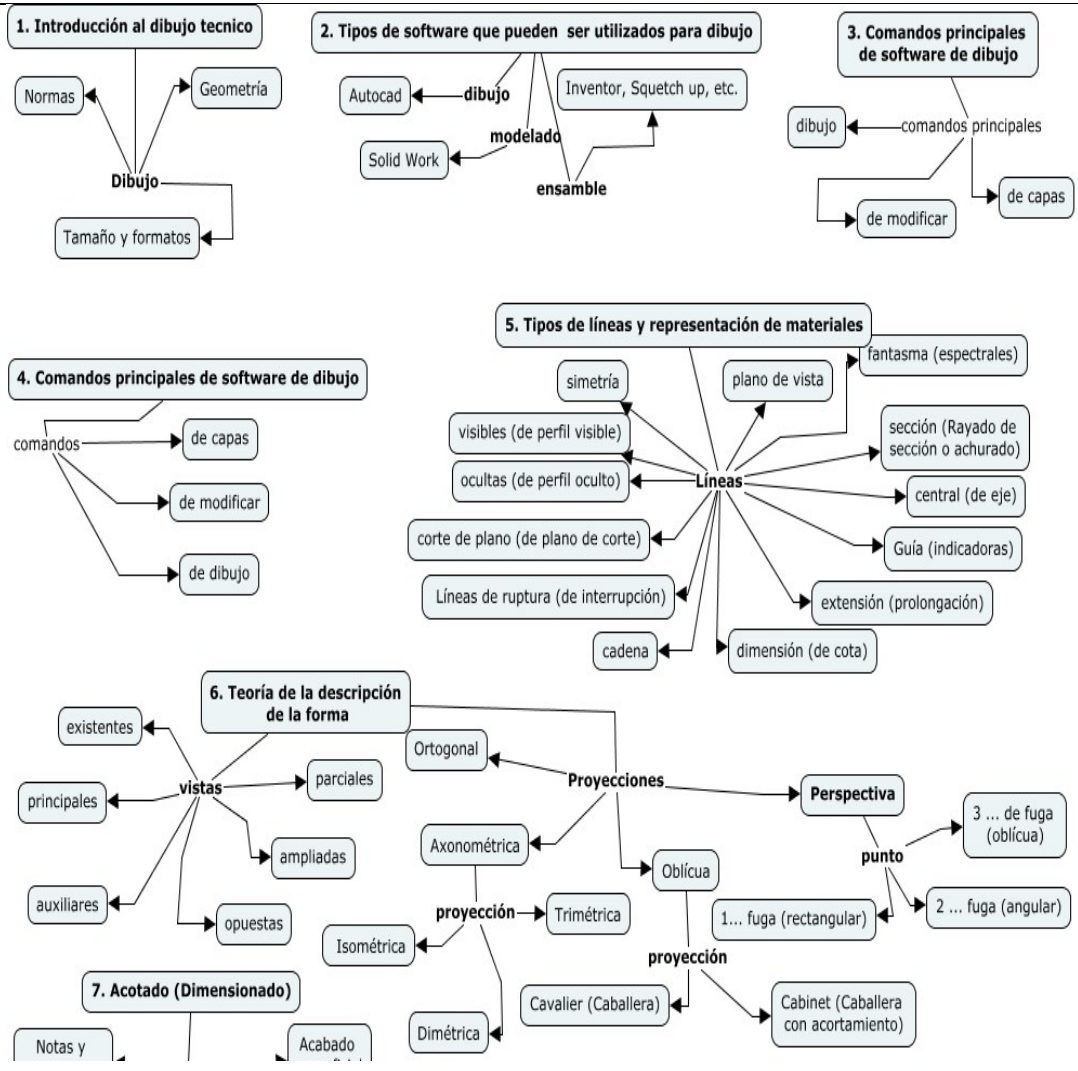 1. Introducción al dibujo tecnico
Normas
Geometría
Dibujo
Tamaño y formatos
2. Tipos de software que pueden ser utilizados para dibujo
Autocad
dibujo
Inventor, Squetch up, etc.
modelado
Solid Work
ensamble
3. Comandos principales
de software de dibujo
dibujo
comandos principales
de capas
de modificar
4. Comandos principales de software de dibujo
comandos
de capas
de modificar
de dibujo
5. Tipos de líneas y representación de materiales
fantasma (espectrales)
simetría
plano de vista
visibles (de perfil visible)
sección (Rayado de
sección o achurado)
ocultas (de perfil oculto)
Líneas
central (de eje)
corte de plano (de plano de corte)
Guía (indicadoras)
Líneas de ruptura (de interrupción)
extensión (prolongación)
cadena
dimensión (de cota)
6. Teoría de la descripción
de la forma
existentes
vistas
parciales
principales
ampliadas
auxiliares
opuestas
Ortogonal
Proyecciones
Perspectiva
3 ... de fuga
(oblícua)
punto
1... fuga (rectangular)
2 ... fuga (angular)
Axonométrica
proyección
Trimétrica
Isométrica
Dimétrica
Oblícua
proyección
Cavalier (Caballera)
Cabinet (Caballera
con acortamiento)
7. Acotado (Dimensionado)
Notas y
Acabado